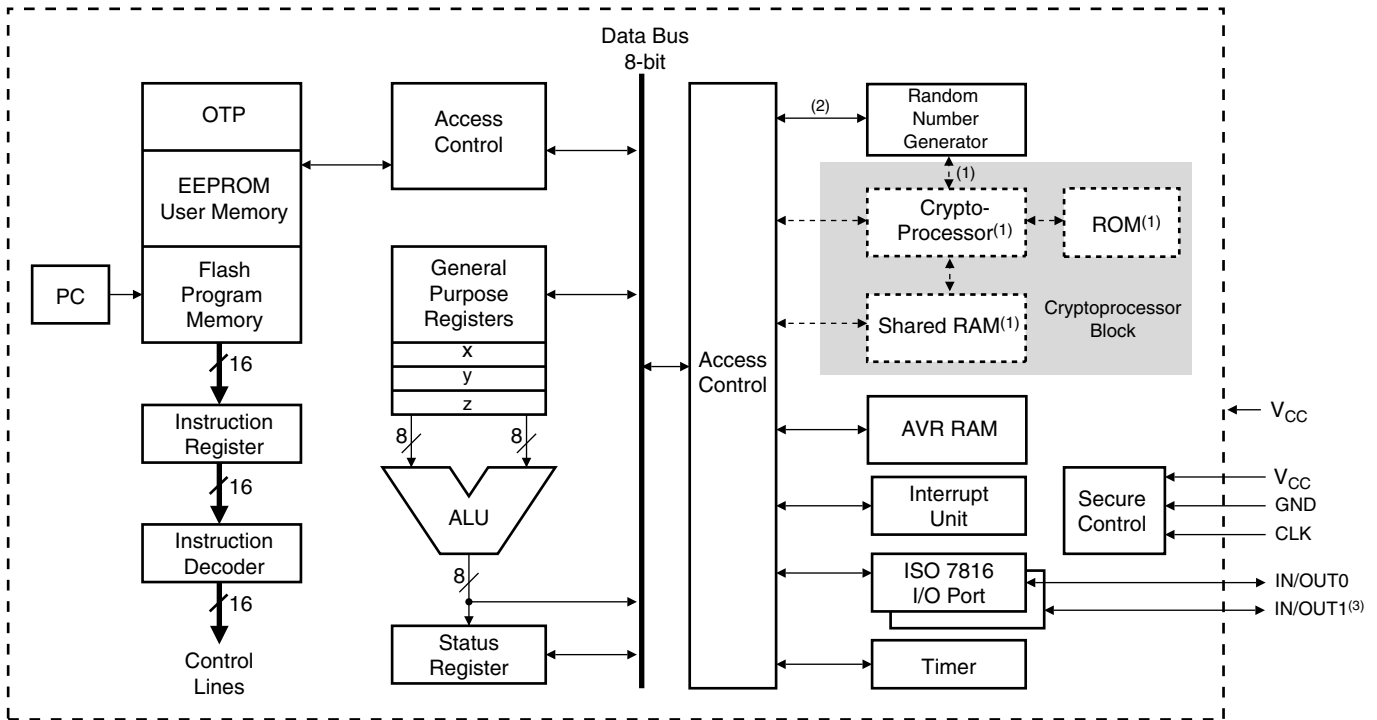 Data Bus
8-bit
OTP
EEPROM
User Memory
Flash
Program
Memory
PC
16
Instruction
Register
16
Instruction
Decoder
16
Control
Lines
Access
Control
General
Purpose
Registers
x
y
z
8
8
ALU
8
Status
Register
Access
Control
(2)
Random
Number
Generator
(1)
Crypto-
Processor(1)
ROM(1)
Shared RAM(1)
Cryptoprocessor
Block
AVR RAM
Interrupt
Unit
ISO 7816
I/O Port
Timer
Secure
Control
VCC
VCC
GND
CLK
IN/OUT0
IN/OUT1(3)